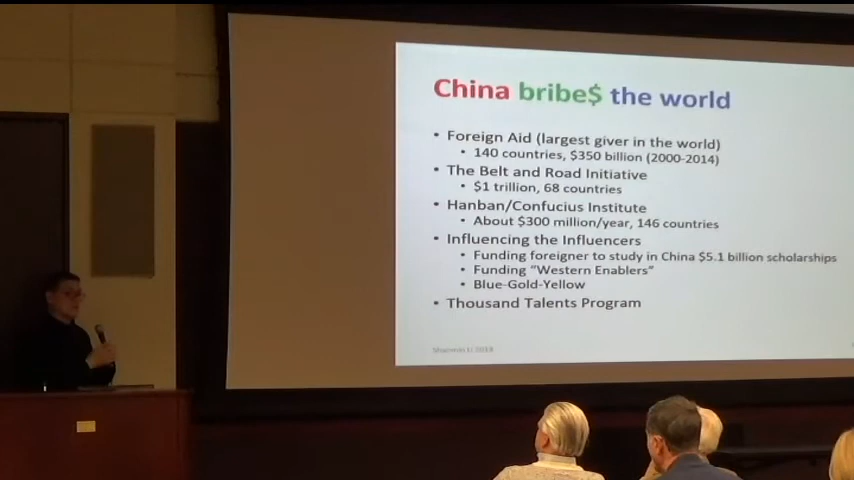 China bribe$ the world
• Foreign Aid (largest giver in the world)
• 140 countries, $350 billion (2000-2014)
• The Belt and Road Initiative
• $1 trillion, 68 countries
• Hanban/Confucius Institute
• About $300 million/year, 146 countries
• Influencing the Influencers
• Funding foreigner to study in China $5.1 billion scholarships
• Funding "Western Enablers"
• Blue-Gold-Yellow
• Thousand Talents Program